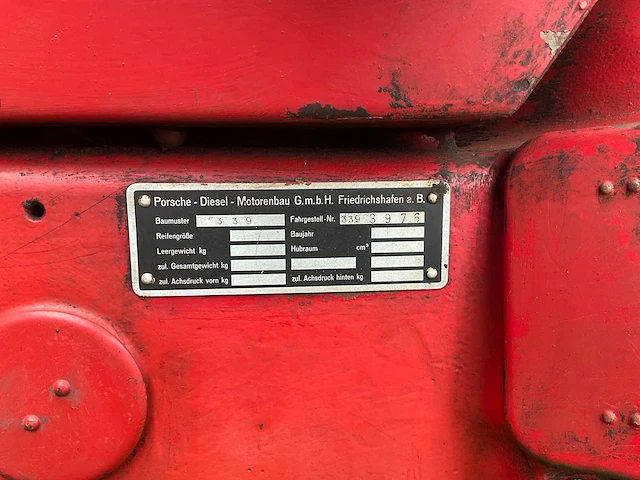 Porsche - Diesel - Motorenbau G.m.b.H. Friedrichshafen a. B.
Baumuster 339 Fahrgestell-Nr. 339 3976
Reifengröße Baujahr
Leergewicht kg Hubraum cm³
zul. Gesamtgewicht kg
zul. Achsdruck vorn kg zul. Achsdruck hinten kg